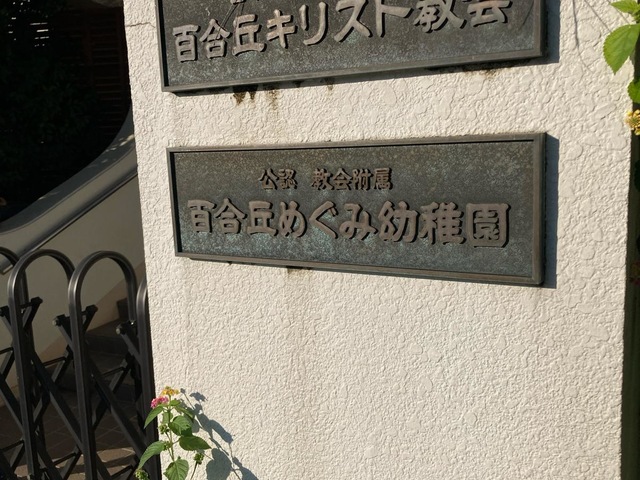 百合丘キリスト教会
公認 教会附属
百合丘めぐみ幼稚園